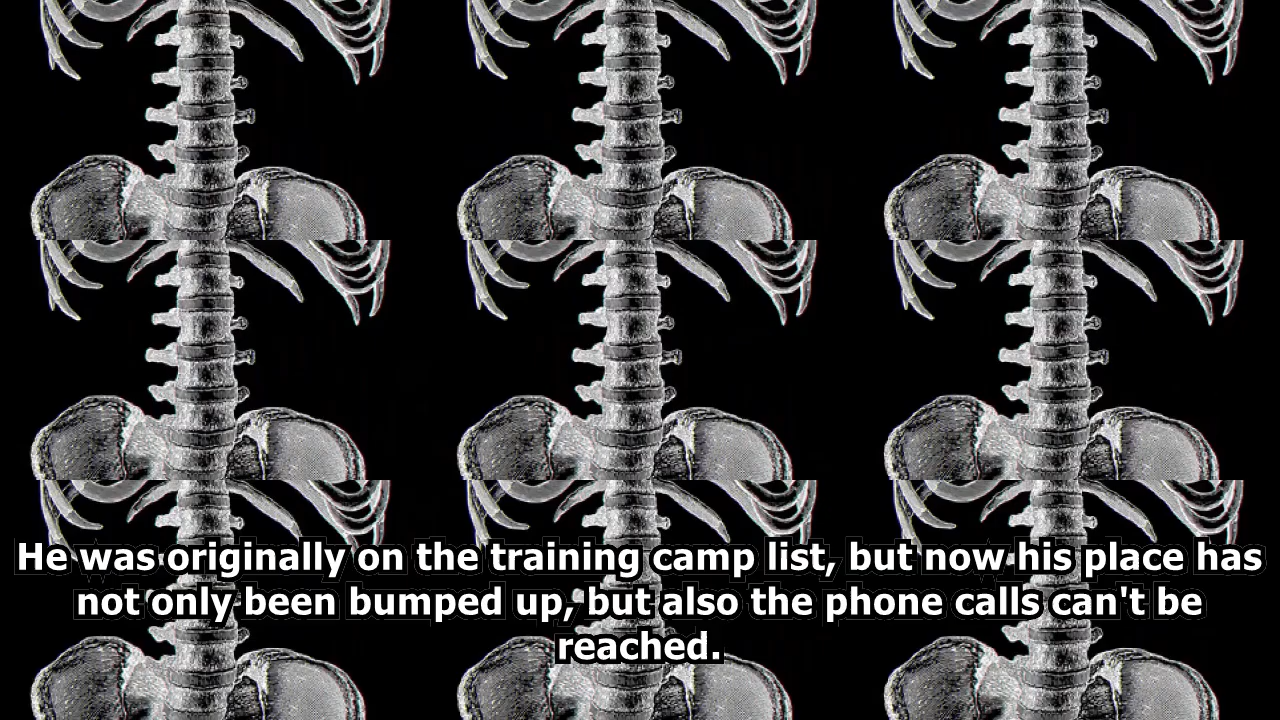 He was originally on the training camp list, but now his place has
not only been bumped up, but also the phone calls can't be
reached.